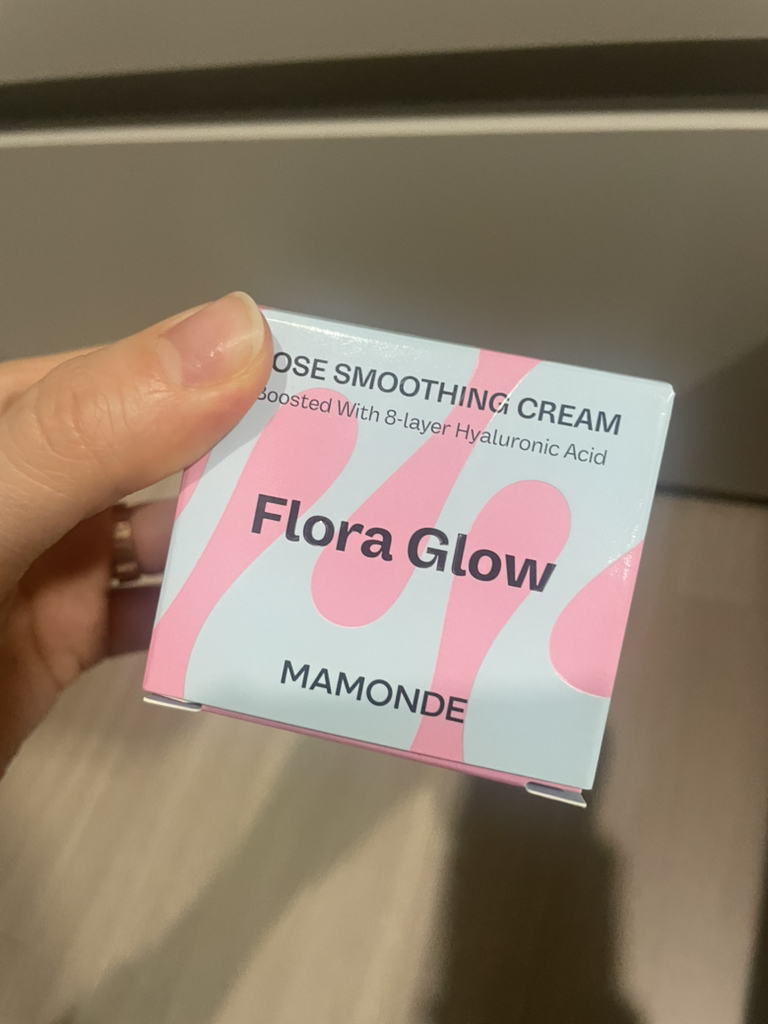 OSE SMOOTHING CREAM
Boosted With 8-layer Hyaluronic Acid
Flora Glow
MAMONDE